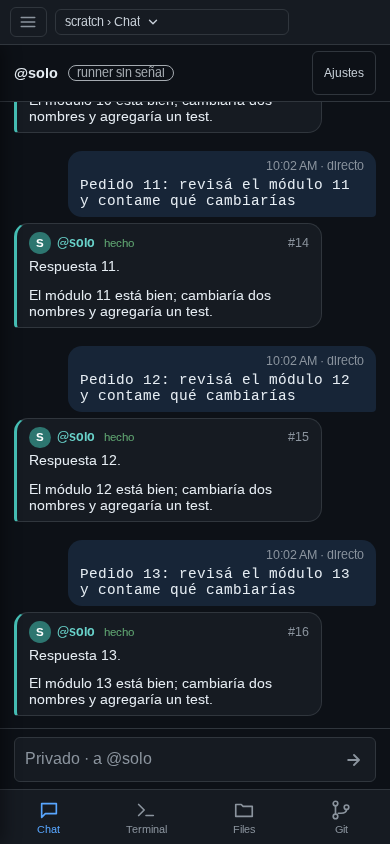 scratch › Chat
@solo runner sin señal Ajustes
El módulo 10 está bien; cambiaría dos
nombres y agregaría un test.
10:02 AM · directo
Pedido 11: revisá el módulo 11
y contame qué cambiarías
S @solo hecho #14
Respuesta 11.
El módulo 11 está bien; cambiaría dos
nombres y agregaría un test.
10:02 AM · directo
Pedido 12: revisá el módulo 12
y contame qué cambiarías
S @solo hecho #15
Respuesta 12.
El módulo 12 está bien; cambiaría dos
nombres y agregaría un test.
10:02 AM · directo
Pedido 13: revisá el módulo 13
y contame qué cambiarías
S @solo hecho #16
Respuesta 13.
El módulo 13 está bien; cambiaría dos
nombres y agregaría un test.
Privado · a @solo
Chat Terminal Files Git